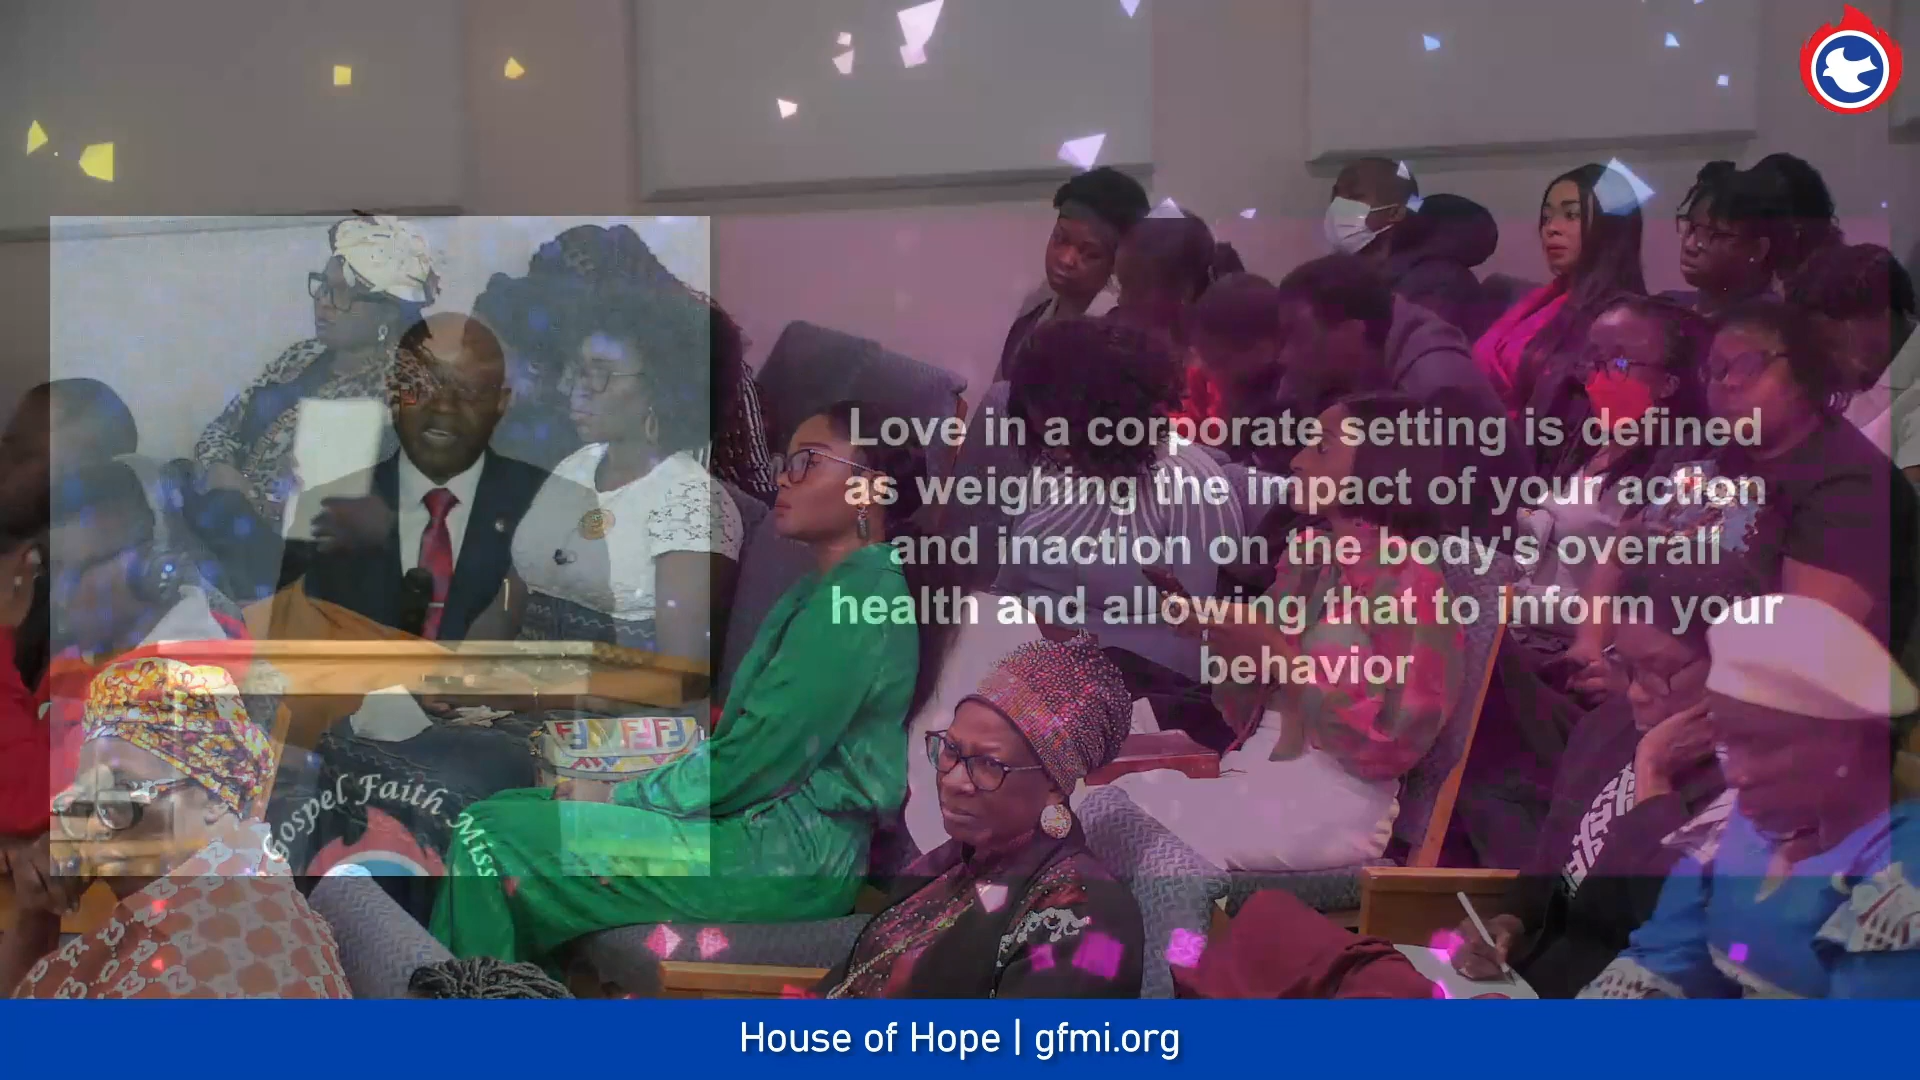 Love in a corporate setting is defined
as weighing the impact of your action
and inaction on the body's overall
health and allowing that to inform your
behavior
Gospel Faith Miss
House of Hope | gfmi.org